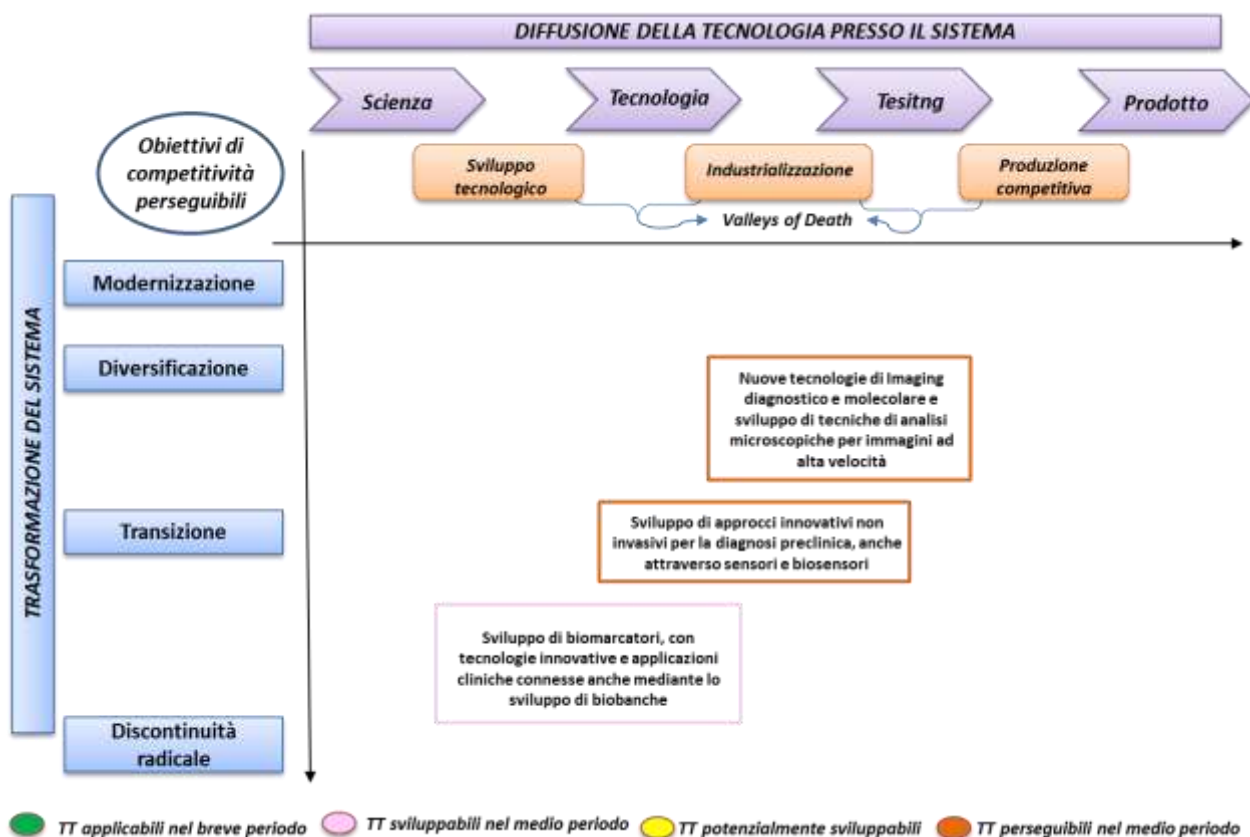 DIFFUSIONE DELLA TECNOLOGIA PRESSO IL SISTEMA
Scienza
Tecnologia
Tesitng
Prodotto
Obiettivi di
competitività
perseguibili
Sviluppo
tecnologico
Industrializzazione
Produzione
competitiva
Valleys of Death
TRASFORMAZIONE DEL SISTEMA
Modernizzazione
Diversificazione
Nuove tecnologie di Imaging
diagnostico e molecolare e
sviluppo di tecniche di analisi
microscopiche per immagini ad
alta velocità
Transizione
Sviluppo di approcci innovativi non
invasivi per la diagnosi preclinica, anche
attraverso sensori e biosensori
Sviluppo di biomarcatori, con
tecnologie innovative e applicazioni
cliniche connesse anche mediante lo
sviluppo di biobanche
Discontinuità
radicale
TT applicabili nel breve periodo
TT sviluppabili nel medio periodo
TT potenzialmente sviluppabili
TT perseguibili nel medio periodo